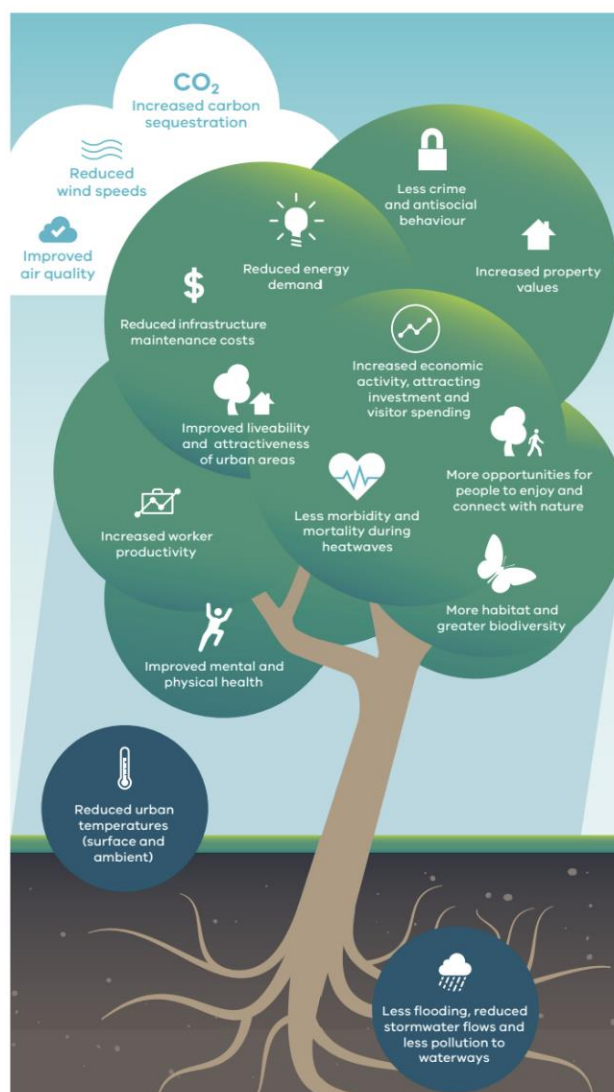 CO₂
Increased carbon
sequestration
Reduced
wind speeds
Improved
air quality
Less crime
and antisocial
behaviour
Reduced energy
demand
Increased property
values
$
Reduced infrastructure
maintenance costs
Increased economic
activity, attracting
investment and
visitor spending
Improved liveability
and attractiveness
of urban areas
More opportunities for
people to enjoy and
connect with nature
Less morbidity and
mortality during
heatwaves
Increased worker
productivity
More habitat and
greater biodiversity
Improved mental and
physical health
Reduced urban
temperatures
(surface and
ambient)
Less flooding, reduced
stormwater flows and
less pollution to
waterways